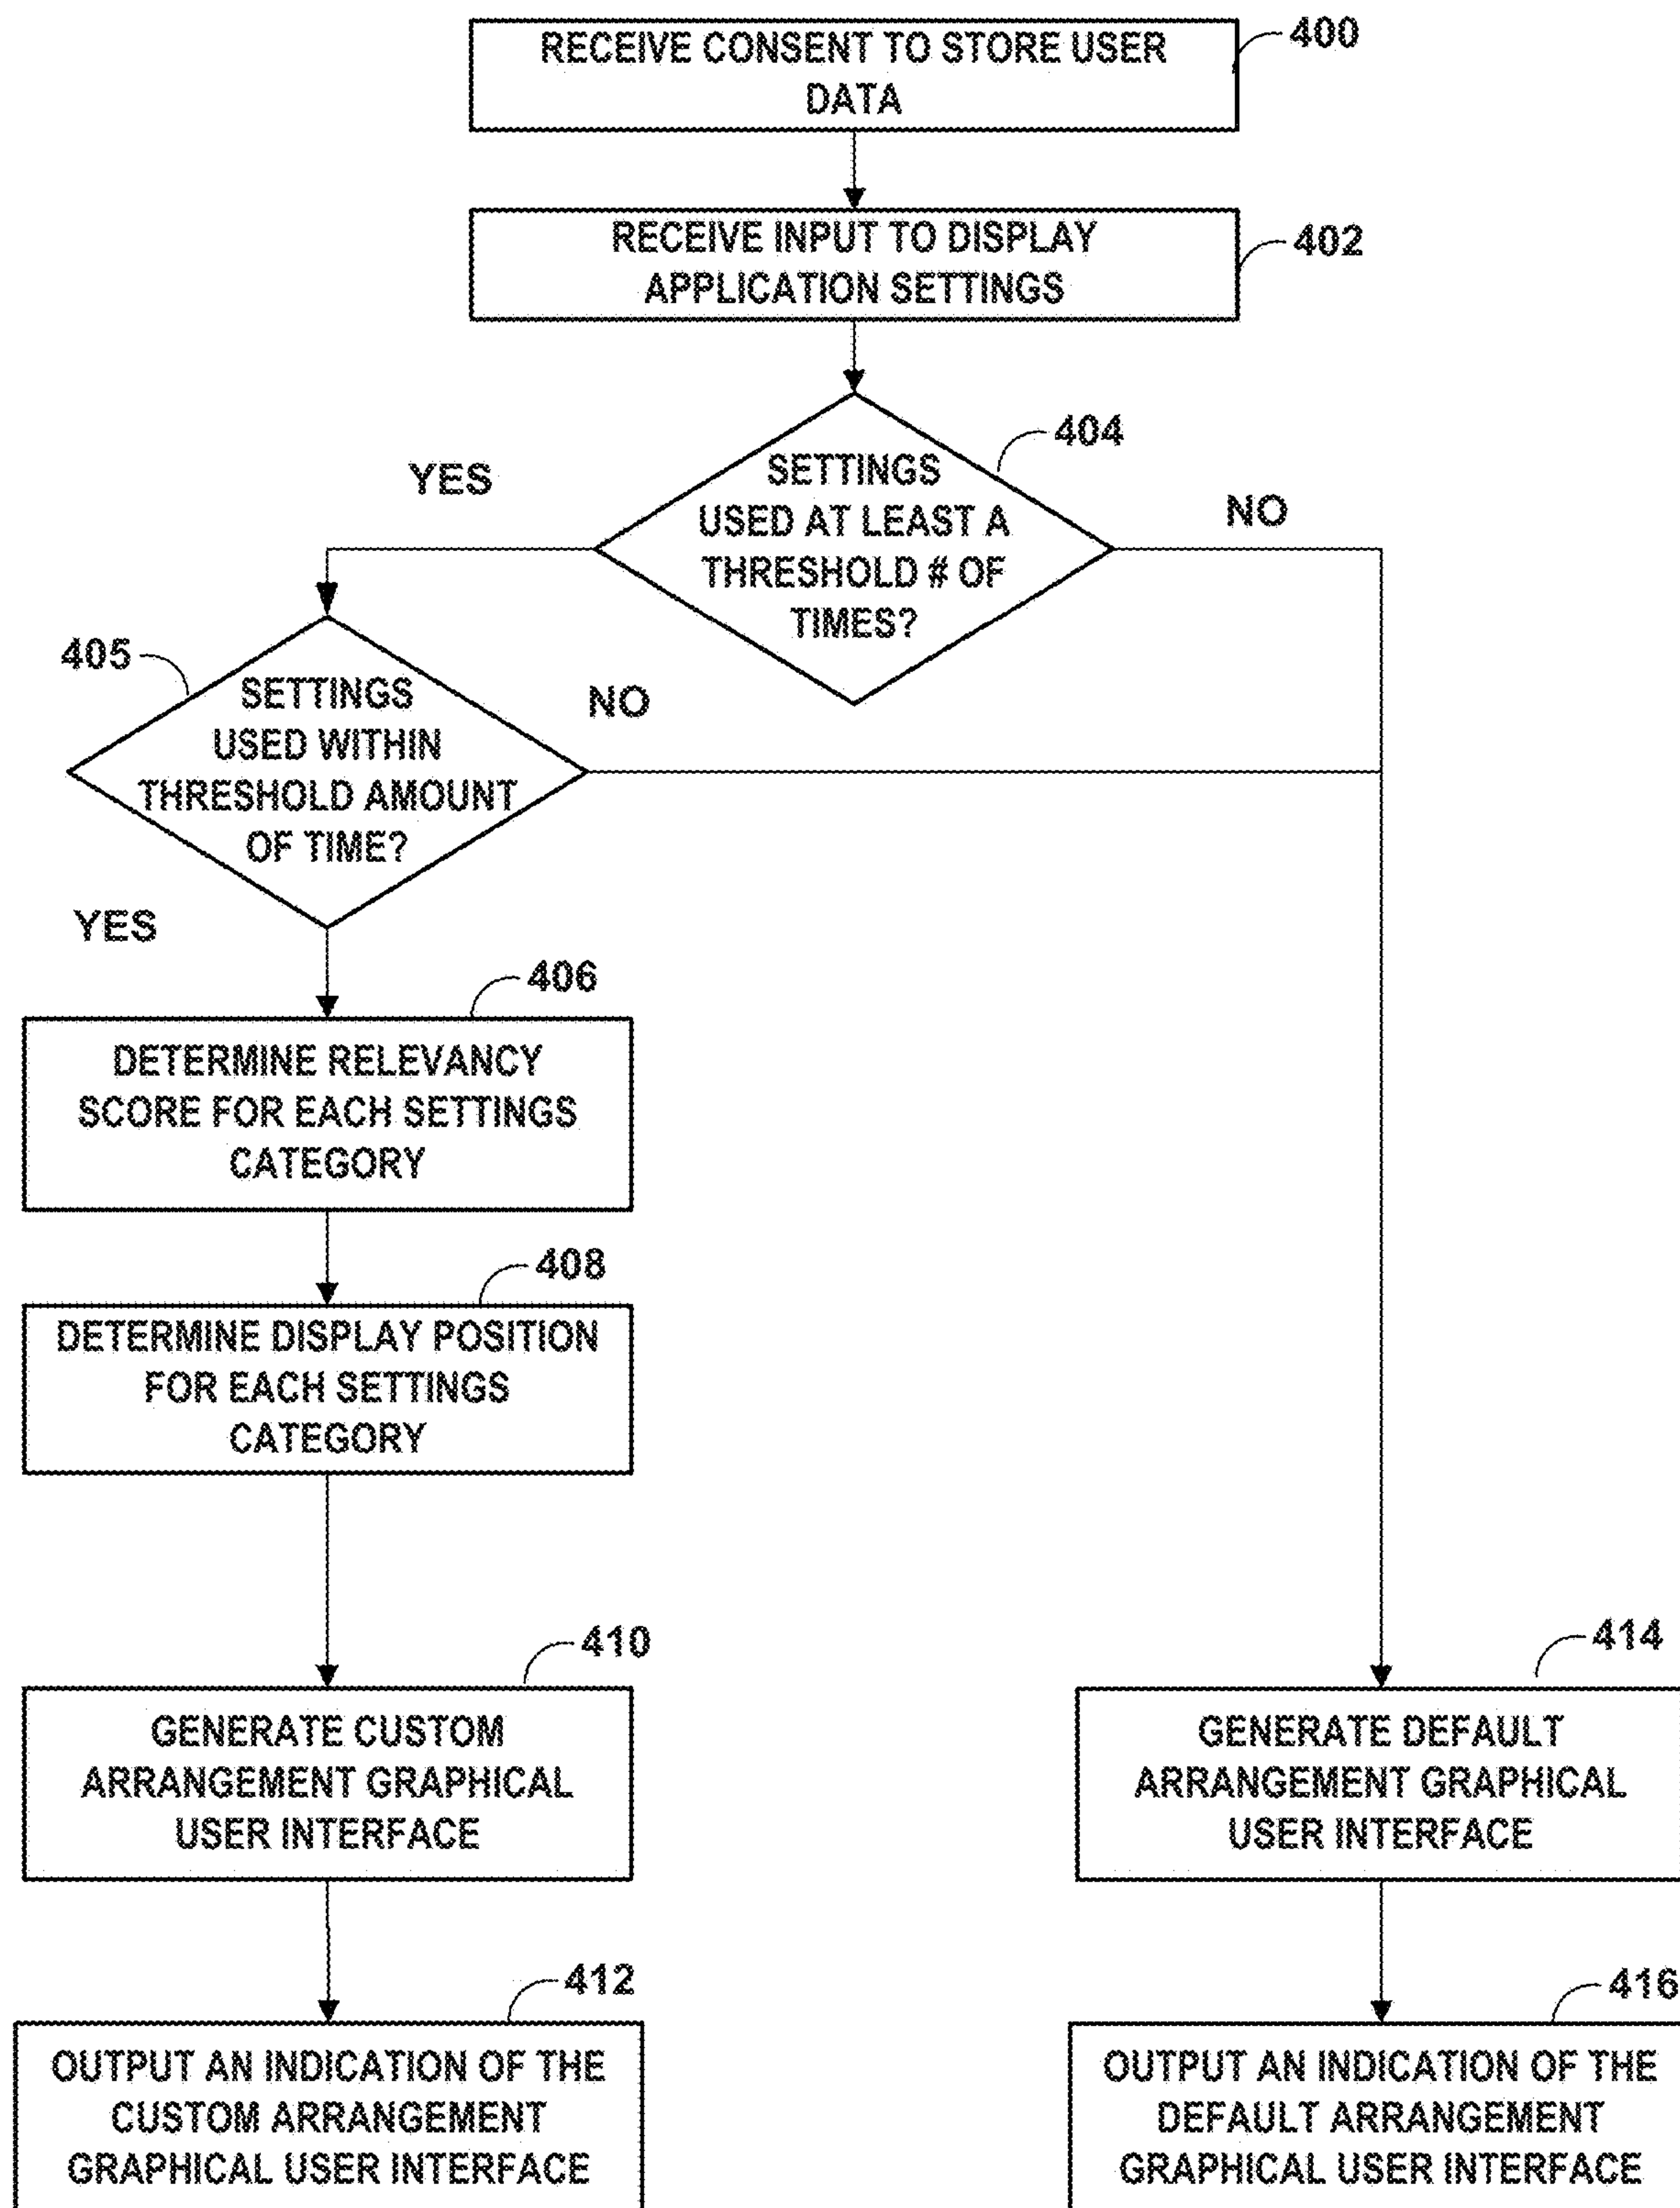 RECEIVE CONSENT TO STORE USER
DATA
400
RECEIVE INPUT TO DISPLAY
APPLICATION SETTINGS
402
404
SETTINGS
USED AT LEAST A
THRESHOLD # OF
TIMES?
YES
NO
405
SETTINGS
USED WITHIN
THRESHOLD AMOUNT
OF TIME?
NO
YES
406
DETERMINE RELEVANCY
SCORE FOR EACH SETTINGS
CATEGORY
408
DETERMINE DISPLAY POSITION
FOR EACH SETTINGS
CATEGORY
410
GENERATE CUSTOM
ARRANGEMENT GRAPHICAL
USER INTERFACE
414
GENERATE DEFAULT
ARRANGEMENT GRAPHICAL
USER INTERFACE
412
OUTPUT AN INDICATION OF THE
CUSTOM ARRANGEMENT
GRAPHICAL USER INTERFACE
416
OUTPUT AN INDICATION OF THE
DEFAULT ARRANGEMENT
GRAPHICAL USER INTERFACE